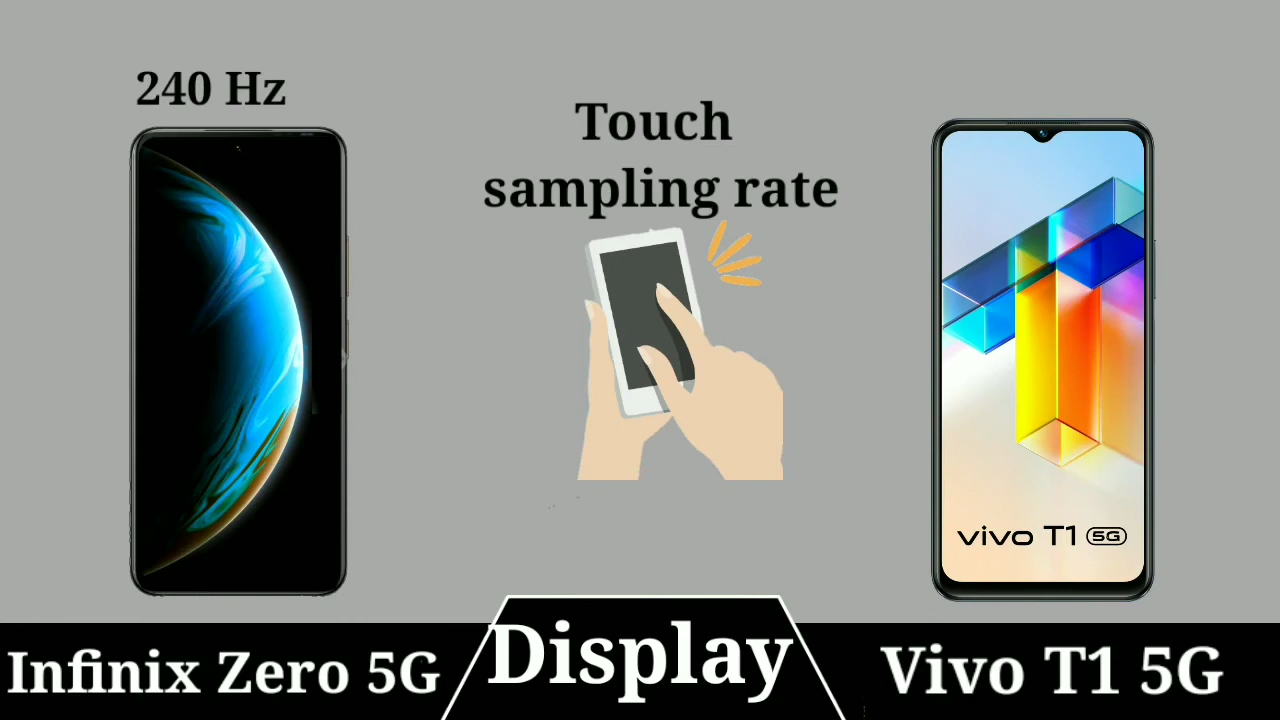 240 Hz
Touch
sampling rate
vivo T1 5G
Infinix Zero 5G
Display
Vivo T1 5G